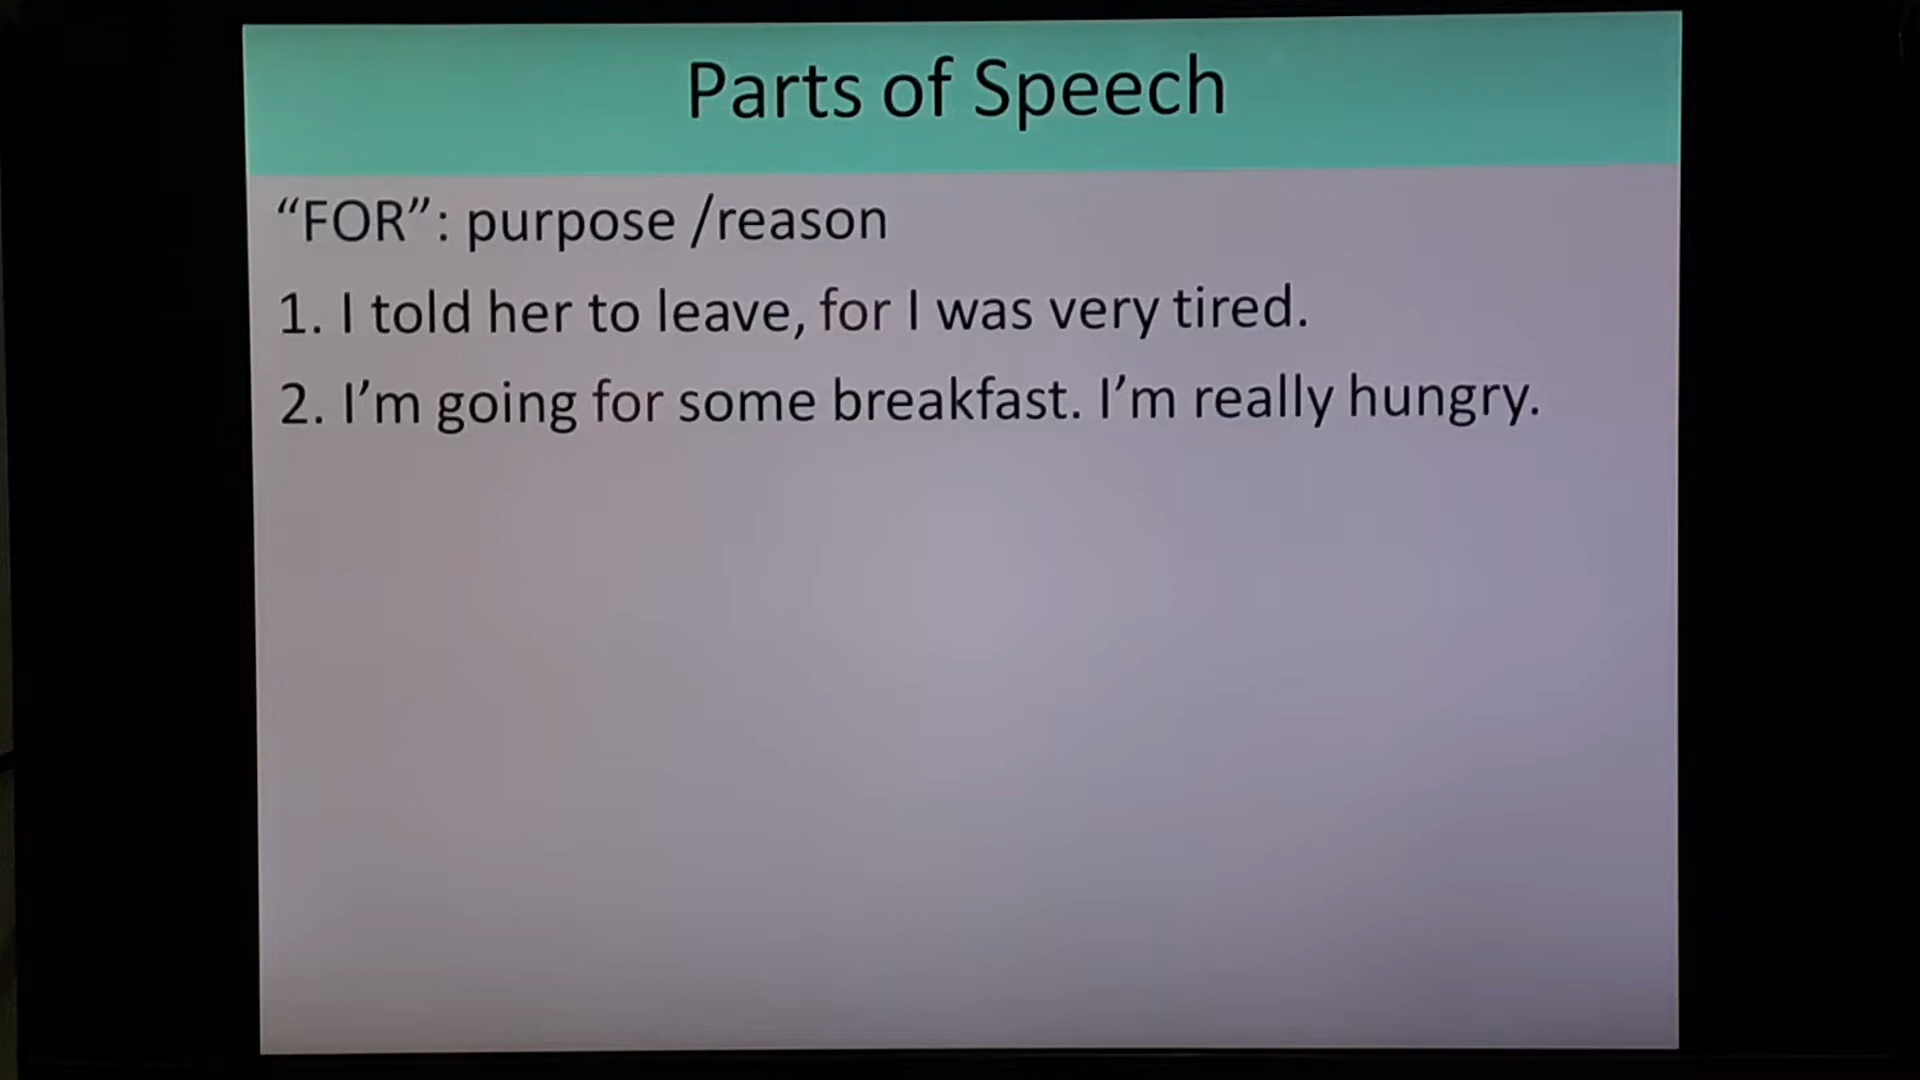 Parts of Speech
“FOR”: purpose /reason
1. I told her to leave, for I was very tired.
2. I’m going for some breakfast. I’m really hungry.